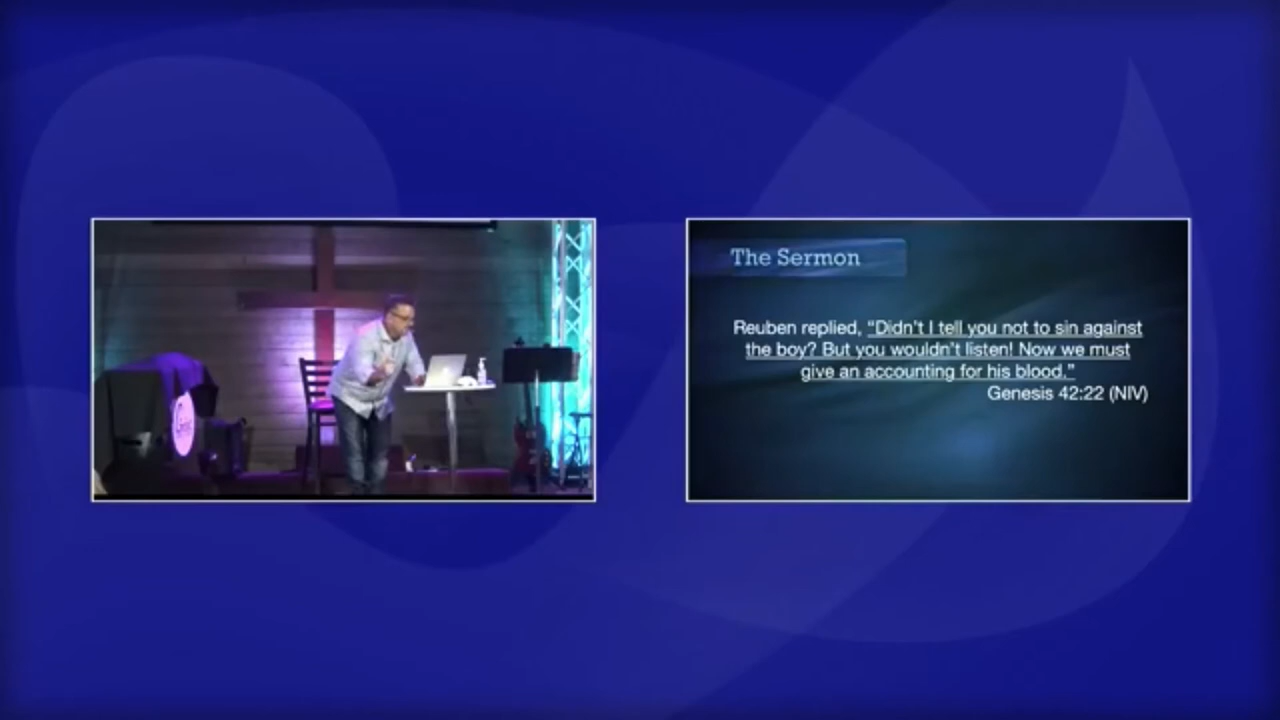 The Sermon
Reuben replied, “Didn’t I tell you not to sin against
the boy? But you wouldn’t listen! Now we must
give an accounting for his blood.”
Genesis 42:22 (NIV)